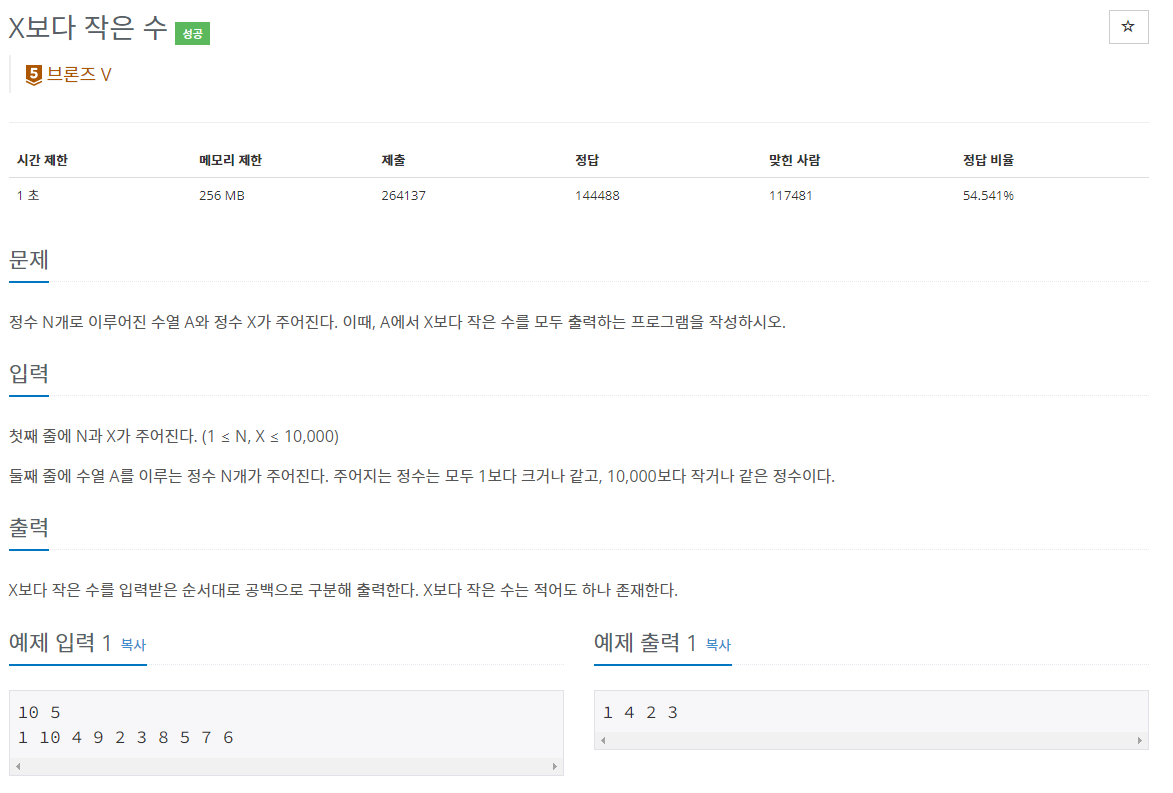 X보다 작은 수 성공
☆
5 브론즈 V
시간 제한 메모리 제한 제출 정답 맞힌 사람 정답 비율
1 초 256 MB 264137 144488 117481 54.541%
문제
정수 N개로 이루어진 수열 A와 정수 X가 주어진다. 이때, A에서 X보다 작은 수를 모두 출력하는 프로그램을 작성하시오.
입력
첫째 줄에 N과 X가 주어진다. (1 ≤ N, X ≤ 10,000)
둘째 줄에 수열 A를 이루는 정수 N개가 주어진다. 주어지는 정수는 모두 1보다 크거나 같고, 10,000보다 작거나 같은 정수이다.
출력
X보다 작은 수를 입력받은 순서대로 공백으로 구분해 출력한다. X보다 작은 수는 적어도 하나 존재한다.
예제 입력 1 복사
10 5
1 10 4 9 2 3 8 5 7 6
예제 출력 1 복사
1 4 2 3